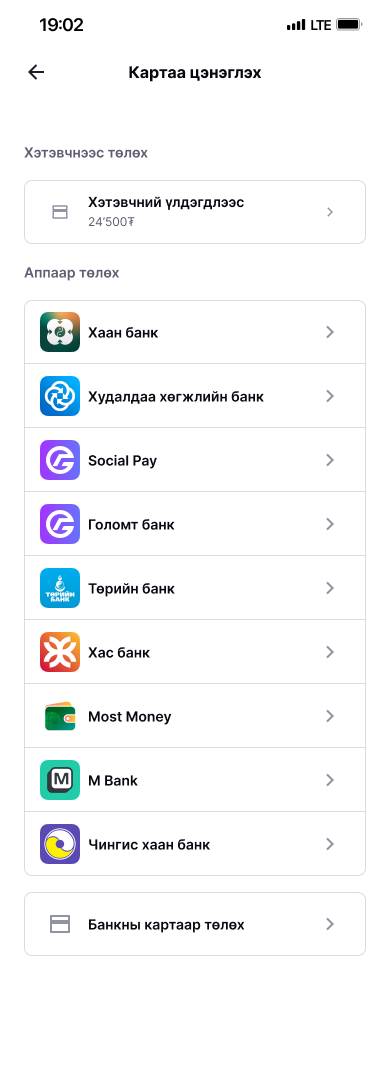 19:02
LTE
Картаа цэнэглэх
Хэтэвчнээс төлөх
Хэтэвчний үлдэгдлээс
24'500₮
Аппаар төлөх
Хаан банк
Худалдаа хөгжлийн банк
Social Pay
Голомт банк
ТӨРИЙН
БАНК
Төрийн банк
Хас банк
Most Money
M
M Bank
Чингис хаан банк
Банкны картаар төлөх